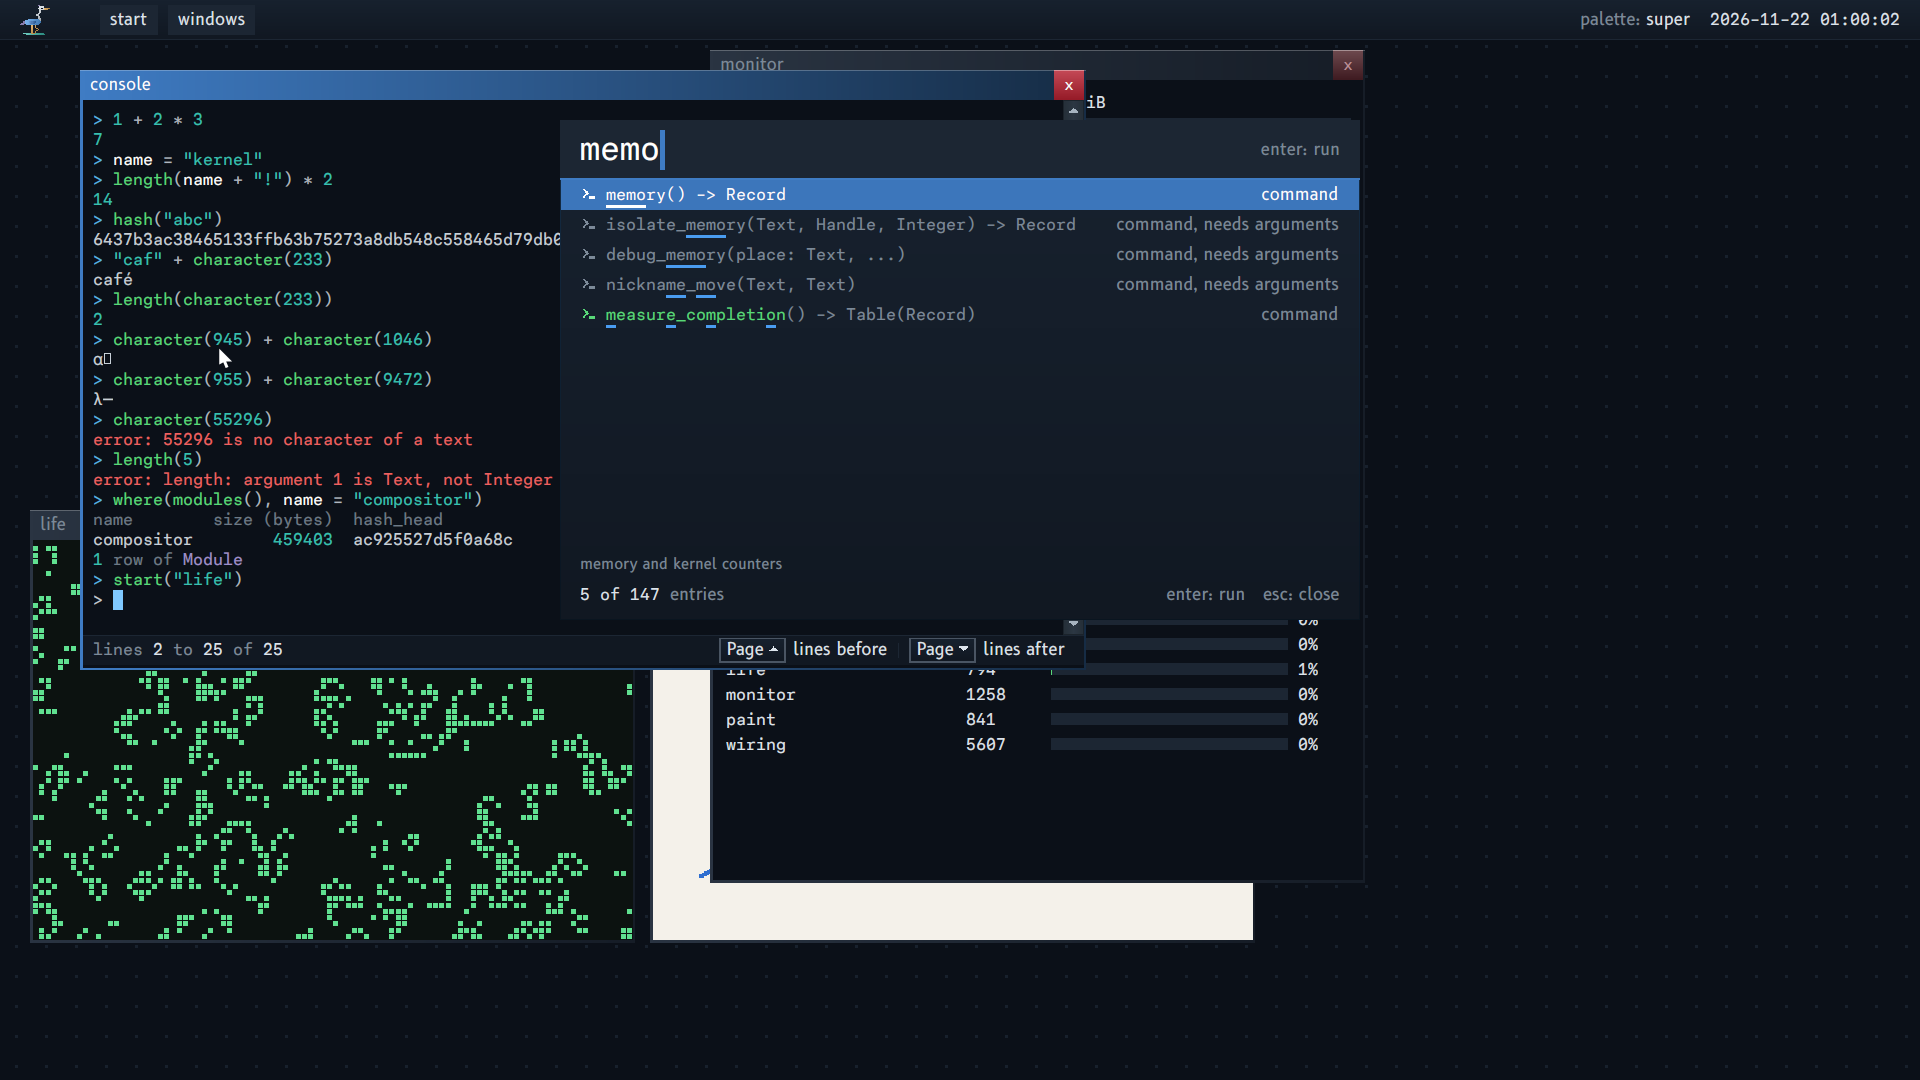 start windows palette: super 2026-11-22 01:00:02
monitor x
console x
iB
> 1 + 2 * 3
7
> name = "kernel"
> length(name + "!") * 2
14
> hash("abc")
6437b3ac38465133ffb63b75273a8db548c558465d79db0
> "caf" + character(233)
café
> length(character(233))
2
> character(945) + character(1046)
α▯
> character(955) + character(9472)
λ─
> character(55296)
error: 55296 is no character of a text
> length(5)
error: length: argument 1 is Text, not Integer
> where(modules(), name = "compositor")
name size (bytes) hash_head
compositor 459403 ac925527d5f0a68c
1 row of Module
> start("life")
>
lines 2 to 25 of 25 Page lines before Page lines after
memo enter: run
memory() -> Record command
isolate_memory(Text, Handle, Integer) -> Record command, needs arguments
debug_memory(place: Text, ...) command, needs arguments
nickname_move(Text, Text) command, needs arguments
measure_completion() -> Table(Record) command
memory and kernel counters
5 of 147 entries enter: run esc: close
life
0%
0%
life 794 1%
monitor 1258 0%
paint 841 0%
wiring 5607 0%